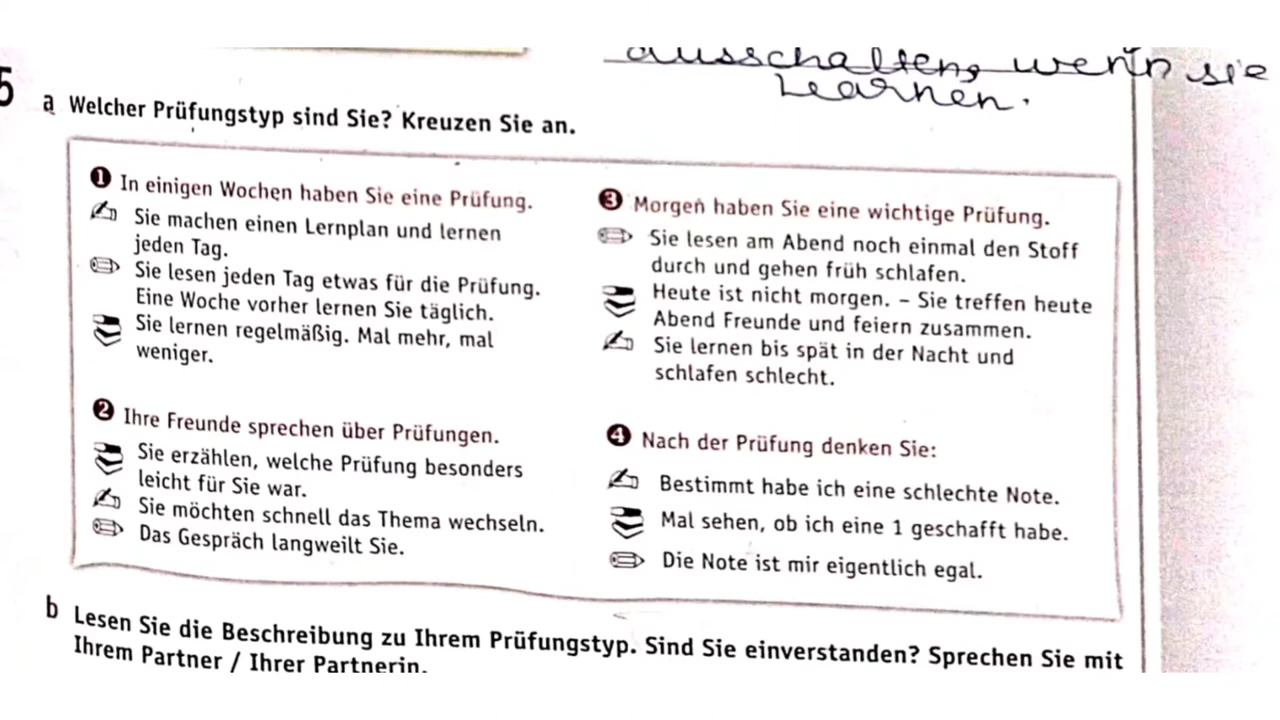 ausschalten, wenn sie
Learnen.
5
a Welcher Prüfungstyp sind Sie? Kreuzen Sie an.
1 In einigen Wochen haben Sie eine Prüfung.
Sie machen einen Lernplan und lernen
jeden Tag.
Sie lesen jeden Tag etwas für die Prüfung.
Eine Woche vorher lernen Sie täglich.
Sie lernen regelmäßig. Mal mehr, mal
weniger.
2 Ihre Freunde sprechen über Prüfungen.
Sie erzählen, welche Prüfung besonders
leicht für Sie war.
Sie möchten schnell das Thema wechseln.
Das Gespräch langweilt Sie.
3 Morgen haben Sie eine wichtige Prüfung.
Sie lesen am Abend noch einmal den Stoff
durch und gehen früh schlafen.
Heute ist nicht morgen. – Sie treffen heute
Abend Freunde und feiern zusammen.
Sie lernen bis spät in der Nacht und
schlafen schlecht.
4 Nach der Prüfung denken Sie:
Bestimmt habe ich eine schlechte Note.
Mal sehen, ob ich eine 1 geschafft habe.
Die Note ist mir eigentlich egal.
b Lesen Sie die Beschreibung zu Ihrem Prüfungstyp. Sind Sie einverstanden? Sprechen Sie mit
Ihrem Partner / Ihrer Partnerin.